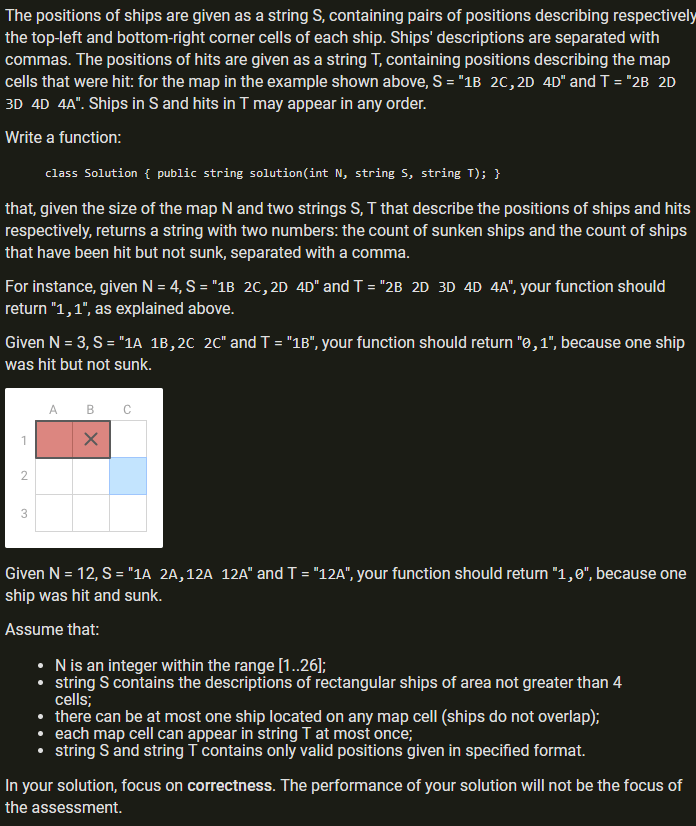 The positions of ships are given as a string S, containing pairs of positions describing respectively
the top-left and bottom-right corner cells of each ship. Ships' descriptions are separated with
commas. The positions of hits are given as a string T, containing positions describing the map
cells that were hit: for the map in the example shown above, S = "1B 2C,2D 4D" and T = "2B 2D
3D 4D 4A". Ships in S and hits in T may appear in any order.
Write a function:
class Solution { public string solution(int N, string S, string T); }
that, given the size of the map N and two strings S, T that describe the positions of ships and hits
respectively, returns a string with two numbers: the count of sunken ships and the count of ships
that have been hit but not sunk, separated with a comma.
For instance, given N = 4, S = "1B 2C,2D 4D" and T = "2B 2D 3D 4D 4A", your function should
return "1,1", as explained above.
Given N = 3, S = "1A 1B,2C 2C" and T = "1B", your function should return "0,1", because one ship
was hit but not sunk.
A B C
1
2
3
Given N = 12, S = "1A 2A,12A 12A" and T = "12A", your function should return "1,0", because one
ship was hit and sunk.
Assume that:
• N is an integer within the range [1..26];
• string S contains the descriptions of rectangular ships of area not greater than 4
cells;
• there can be at most one ship located on any map cell (ships do not overlap);
• each map cell can appear in string T at most once;
• string S and string T contains only valid positions given in specified format.
In your solution, focus on correctness. The performance of your solution will not be the focus of
the assessment.